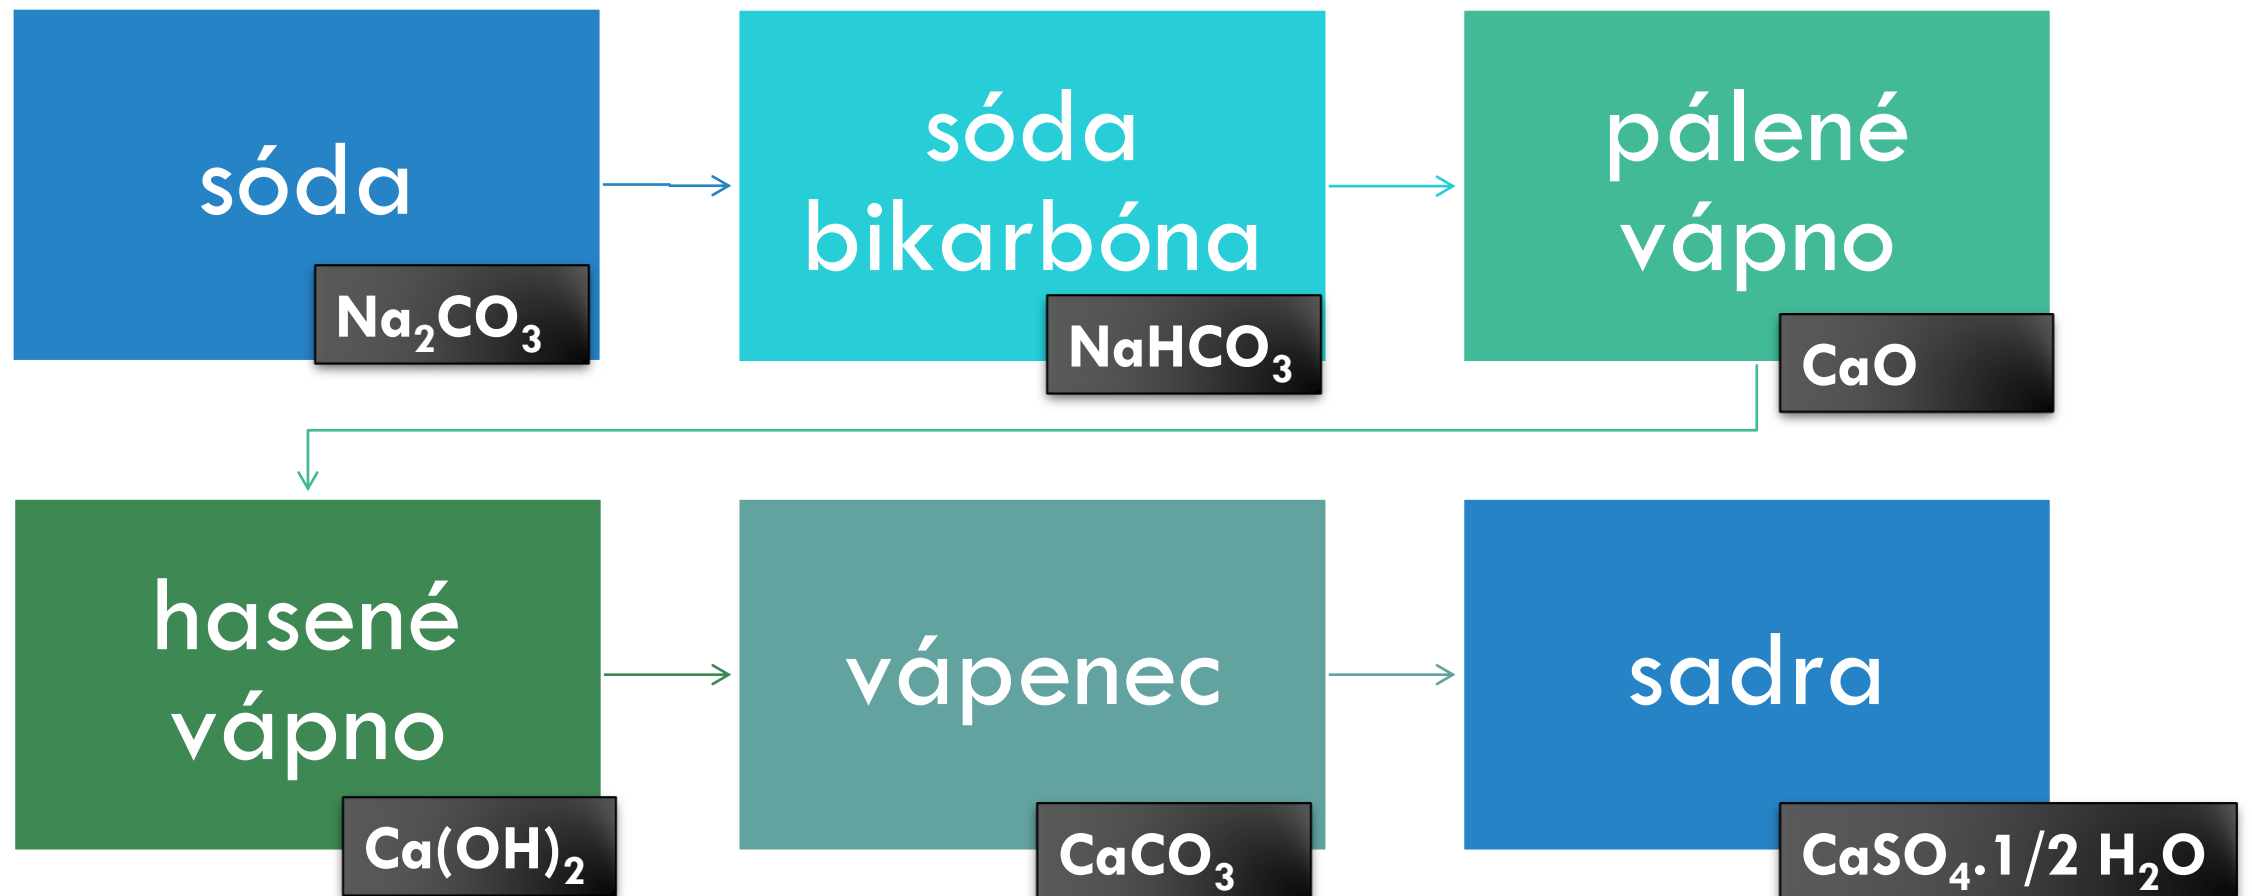 sóda
Na₂CO₃
sóda
bikarbóna
NaHCO₃
pálené
vápno
CaO
hasené
vápno
Ca(OH)₂
vápenec
CaCO₃
sadra
CaSO₄.1/2 H₂O